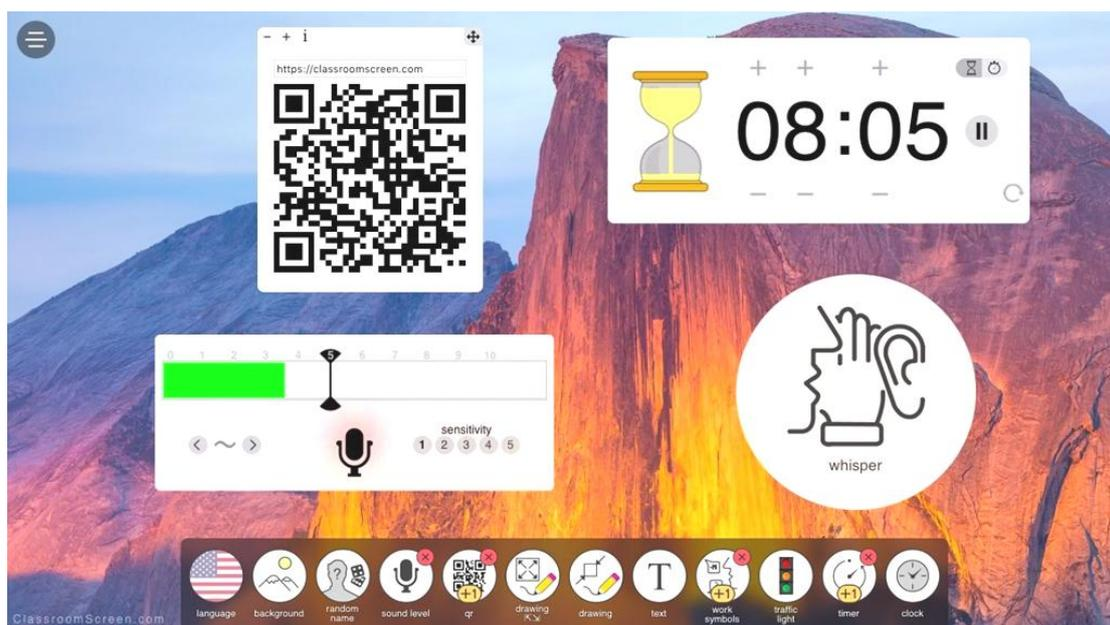 − + i
https://classroomscreen.com
+ + +
08:05
− − −
0 1 2 3 4 5 6 7 8 9 10
sensitivity
1 2 3 4 5
whisper
T
+1 +1 +1
language background random name sound level qr drawing drawing text work symbols traffic light timer clock
ClassroomScreen.com